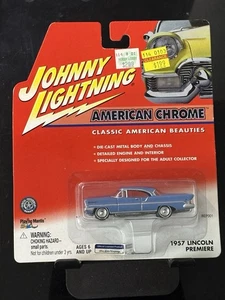 JOHNNY
LIGHTNING
AMERICAN CHROME
CLASSIC AMERICAN BEAUTIES
• DIE CAST METAL BODY AND CHASSIS
• DETAILED ENGINE AND INTERIOR
• SPECIALLY DESIGNED FOR THE ADULT COLLECTOR
Playing Mantis
WARNING:
CHOKING HAZARD -
small parts.
Not for children under 3 yrs.
AGES 8
AND UP
1957 LINCOLN
PREMIERE